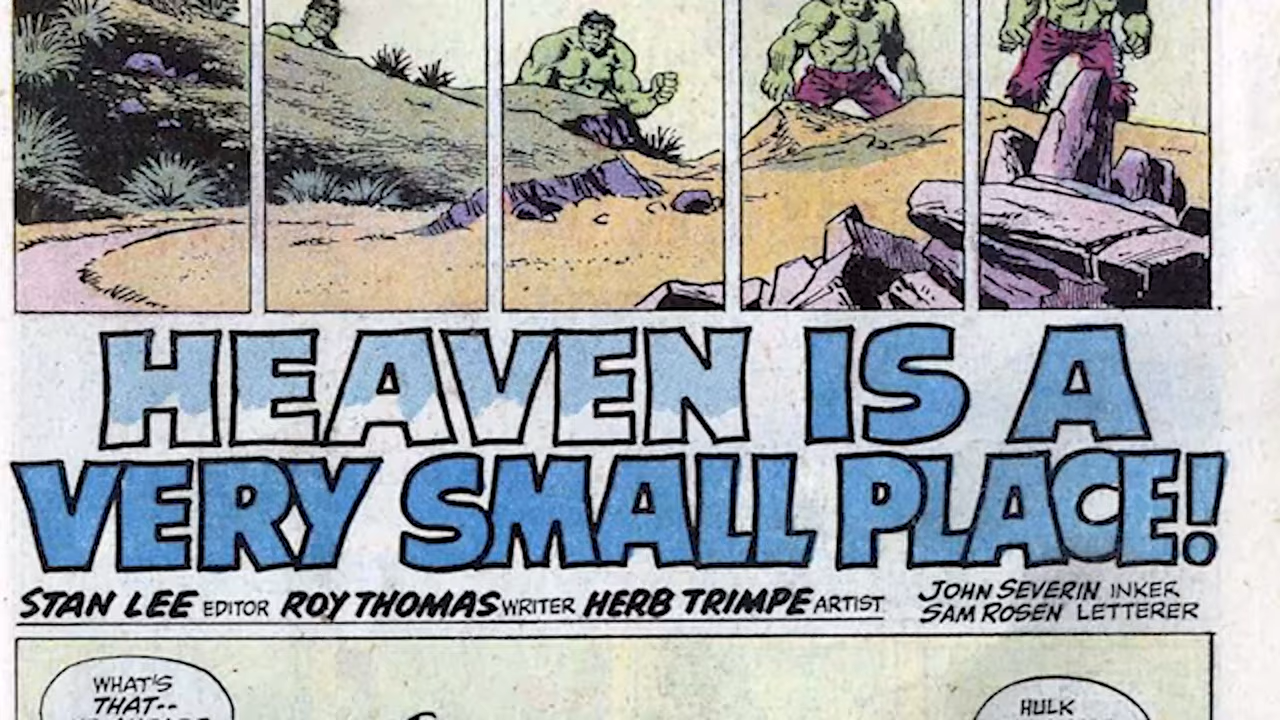 HEAVEN IS A
VERY SMALL PLACE!
STAN LEE EDITOR ROY THOMAS WRITER HERB TRIMPE ARTIST
JOHN SEVERIN INKER
SAM ROSEN LETTERER
WHAT'S
THAT--
HULK